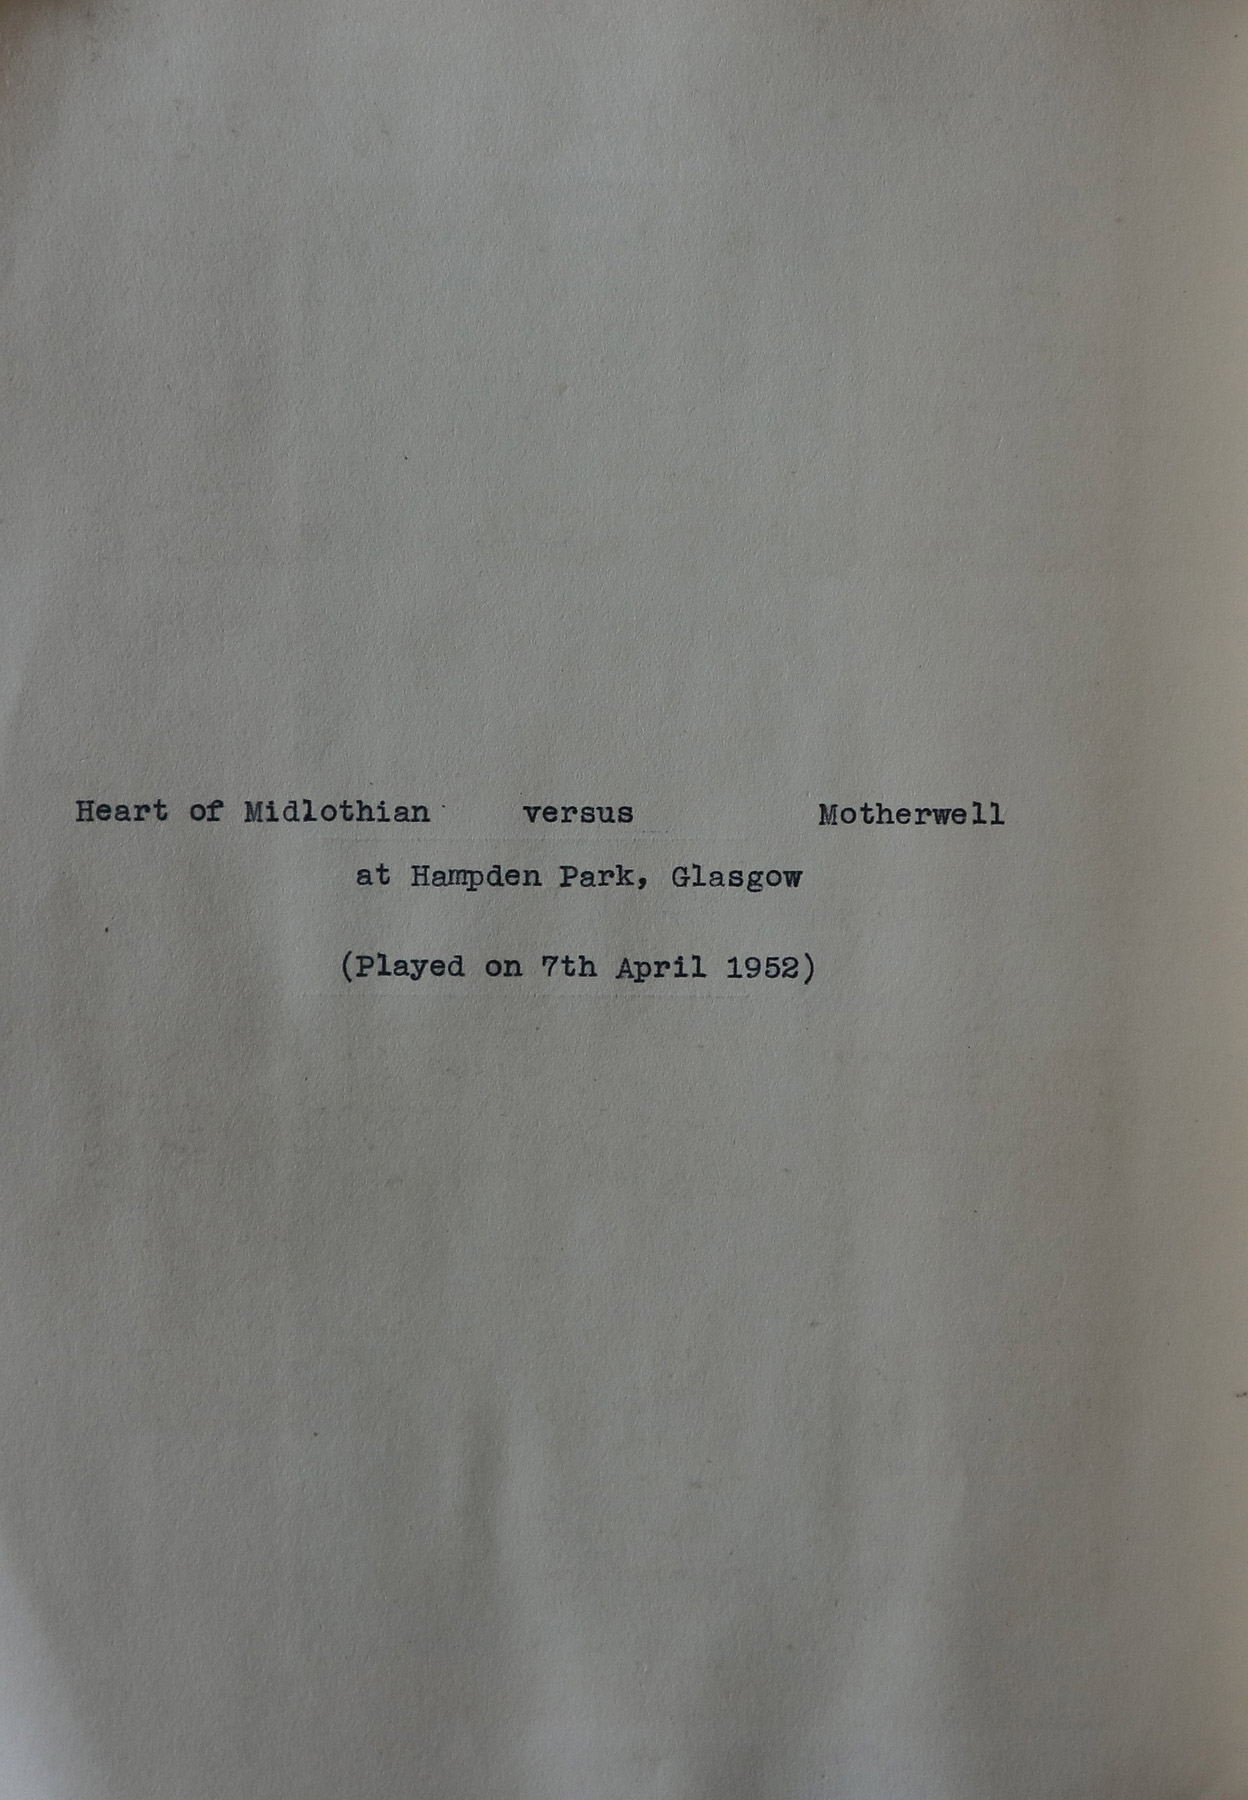 Heart of Midlothian versus Motherwell
at Hampden Park, Glasgow
(Played on 7th April 1952)